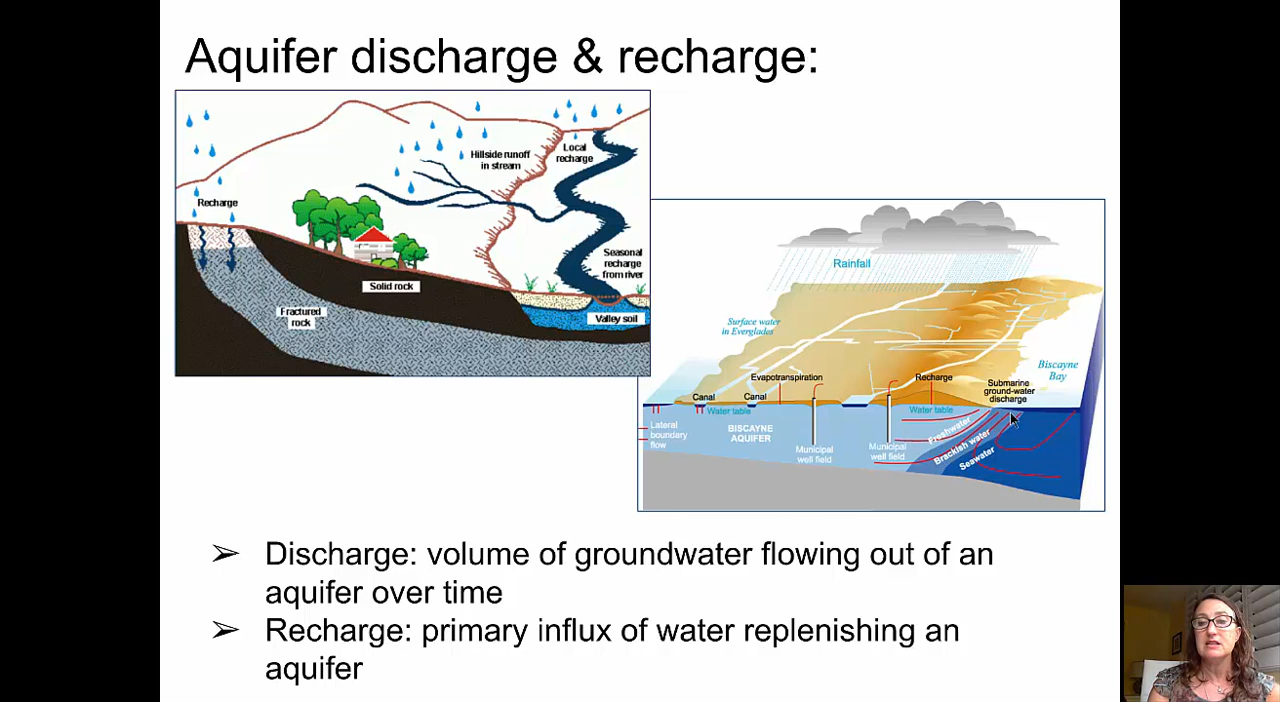 Aquifer discharge & recharge:
Hillside runoff
in stream
Local
recharge
Recharge
Seasonal
recharge
from river
Solid rock
Fractured
rock
Valley soil
Rainfall
Surface water
in Everglades
Biscayne
Bay
Evapotranspiration
Recharge
Submarine
ground-water
discharge
Canal
Canal
Water table
Water table
Lateral
boundary
flow
BISCAYNE
AQUIFER
Municipal
well field
Municipal
well field
Freshwater
Brackish water
Seawater
➢ Discharge: volume of groundwater flowing out of an
aquifer over time
➢ Recharge: primary influx of water replenishing an
aquifer